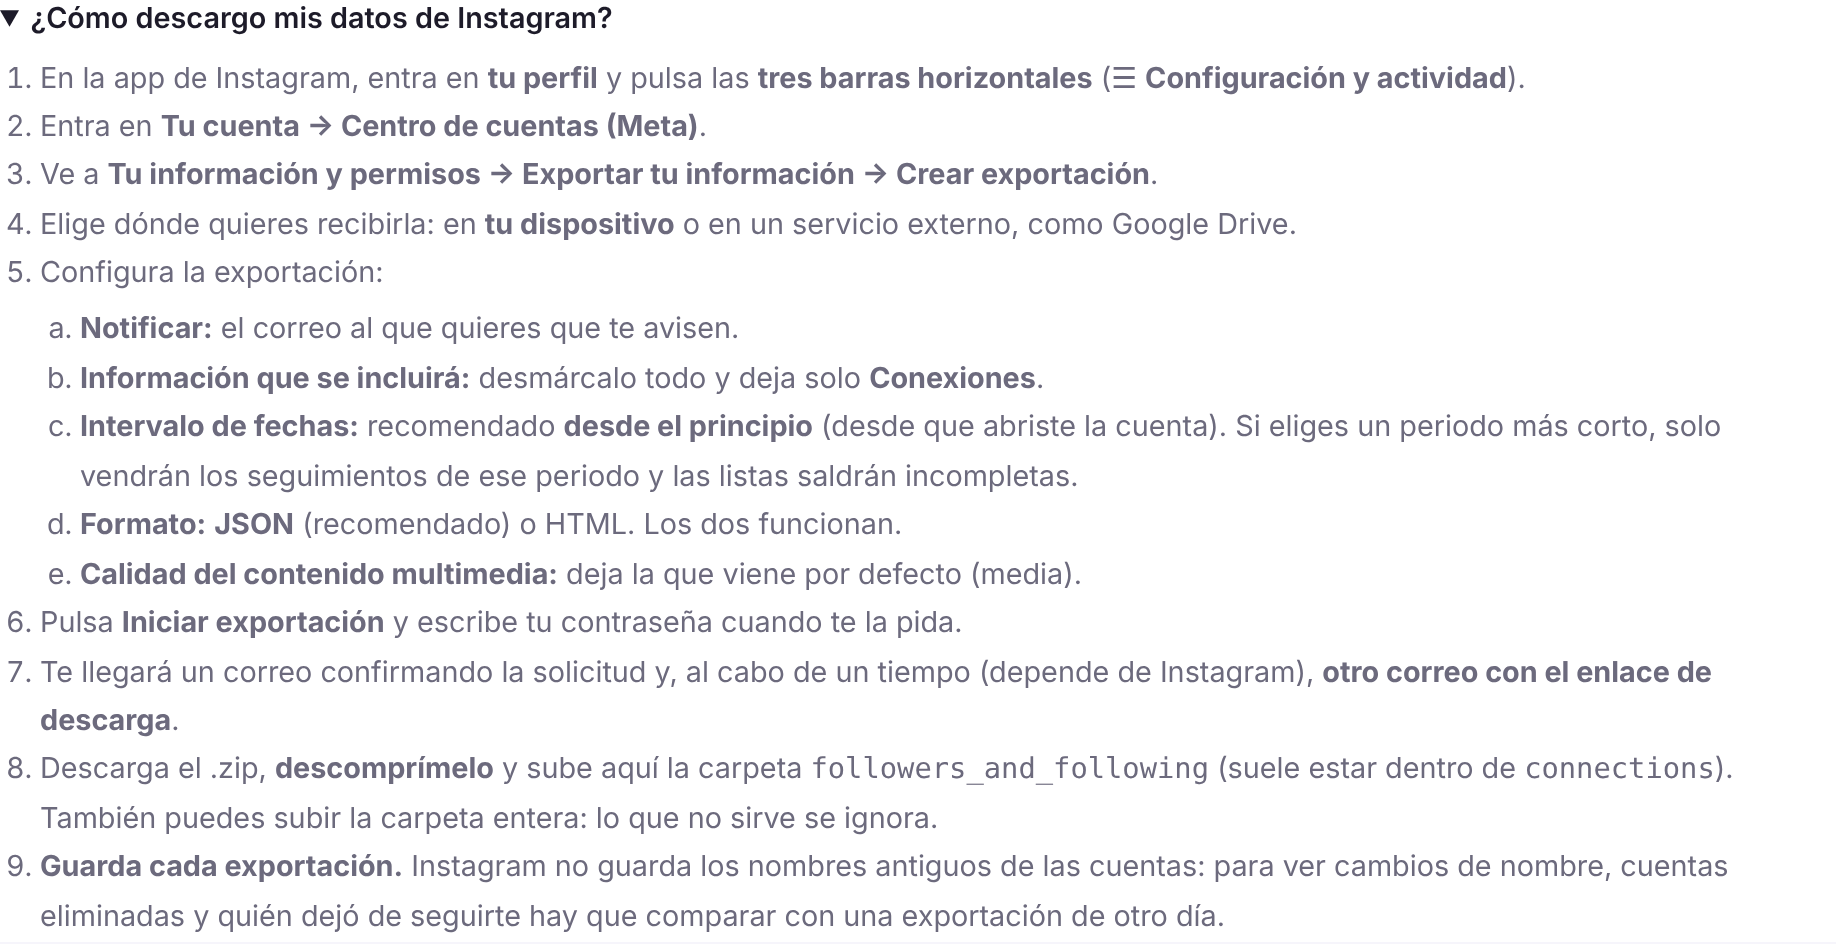 ▼ ¿Cómo descargo mis datos de Instagram?
1. En la app de Instagram, entra en tu perfil y pulsa las tres barras horizontales (☰ Configuración y actividad).
2. Entra en Tu cuenta → Centro de cuentas (Meta).
3. Ve a Tu información y permisos → Exportar tu información → Crear exportación.
4. Elige dónde quieres recibirla: en tu dispositivo o en un servicio externo, como Google Drive.
5. Configura la exportación:
a. Notificar: el correo al que quieres que te avisen.
b. Información que se incluirá: desmárcalo todo y deja solo Conexiones.
c. Intervalo de fechas: recomendado desde el principio (desde que abriste la cuenta). Si eliges un periodo más corto, solo
vendrán los seguimientos de ese periodo y las listas saldrán incompletas.
d. Formato: JSON (recomendado) o HTML. Los dos funcionan.
e. Calidad del contenido multimedia: deja la que viene por defecto (media).
6. Pulsa Iniciar exportación y escribe tu contraseña cuando te la pida.
7. Te llegará un correo confirmando la solicitud y, al cabo de un tiempo (depende de Instagram), otro correo con el enlace de
descarga.
8. Descarga el .zip, descomprímelo y sube aquí la carpeta followers_and_following (suele estar dentro de connections).
También puedes subir la carpeta entera: lo que no sirve se ignora.
9. Guarda cada exportación. Instagram no guarda los nombres antiguos de las cuentas: para ver cambios de nombre, cuentas
eliminadas y quién dejó de seguirte hay que comparar con una exportación de otro día.